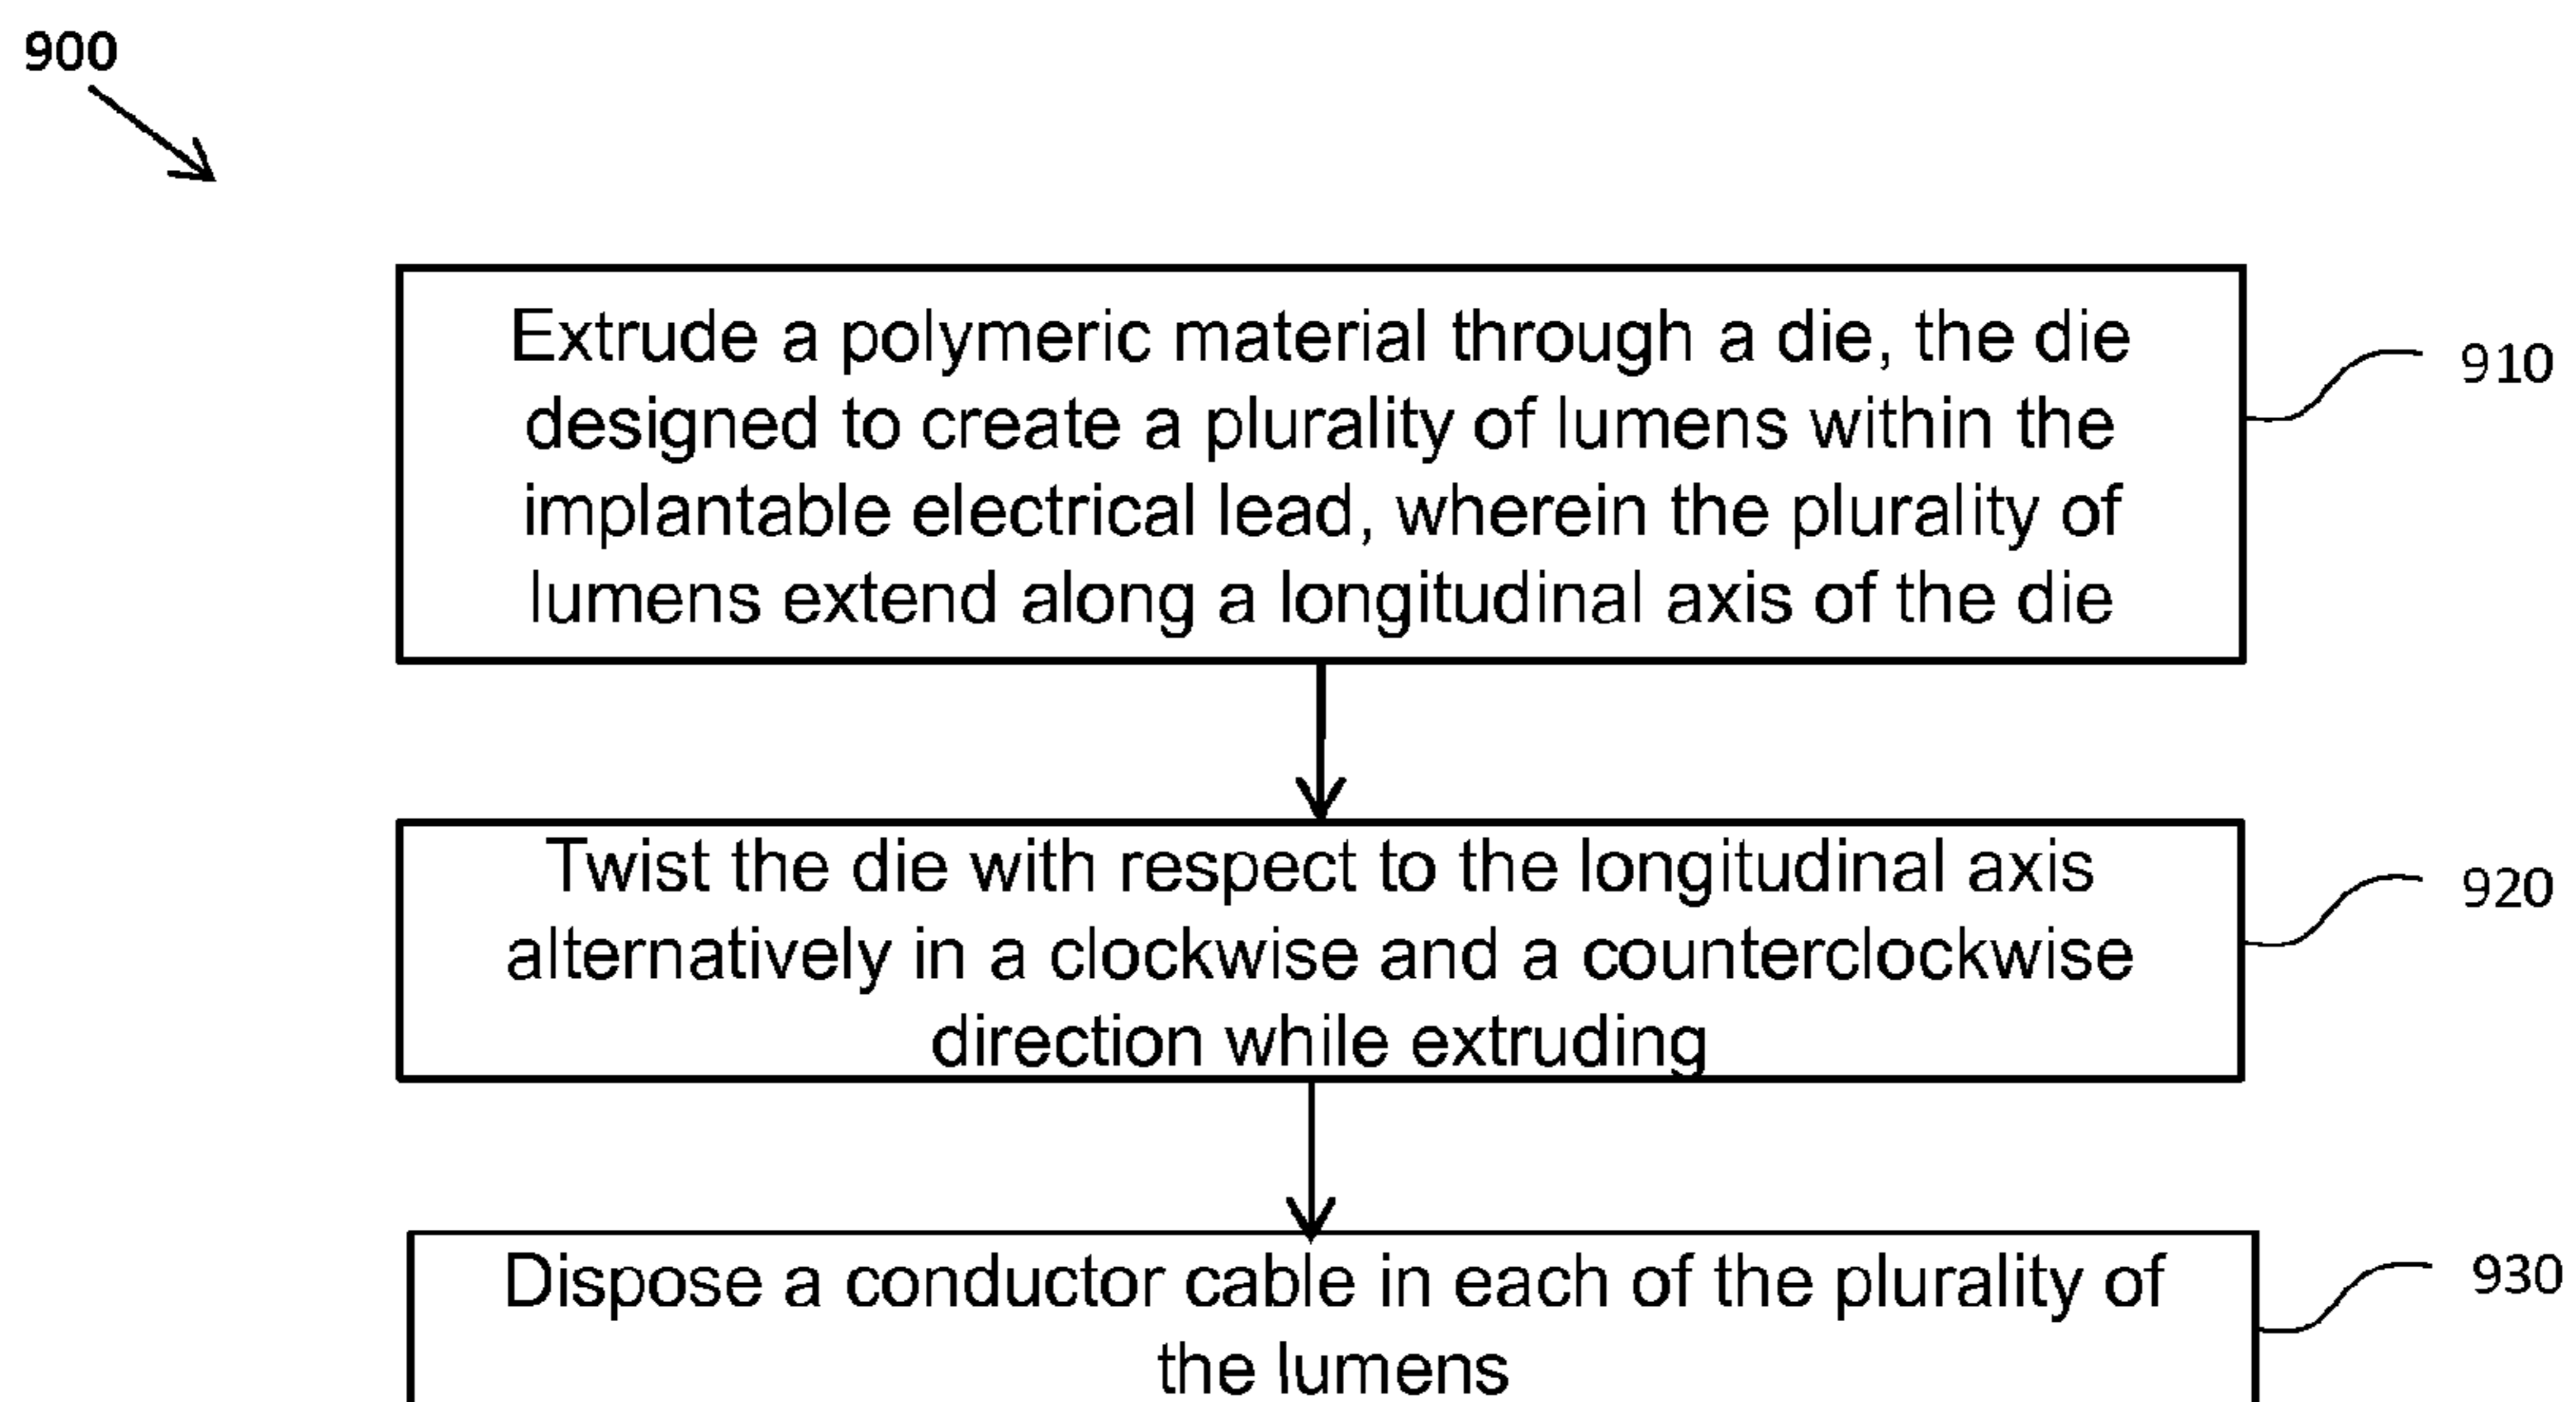 900
Extrude a polymeric material through a die, the die
designed to create a plurality of lumens within the
implantable electrical lead, wherein the plurality of
lumens extend along a longitudinal axis of the die
910
Twist the die with respect to the longitudinal axis
alternatively in a clockwise and a counterclockwise
direction while extruding
920
Dispose a conductor cable in each of the plurality of
the lumens
930